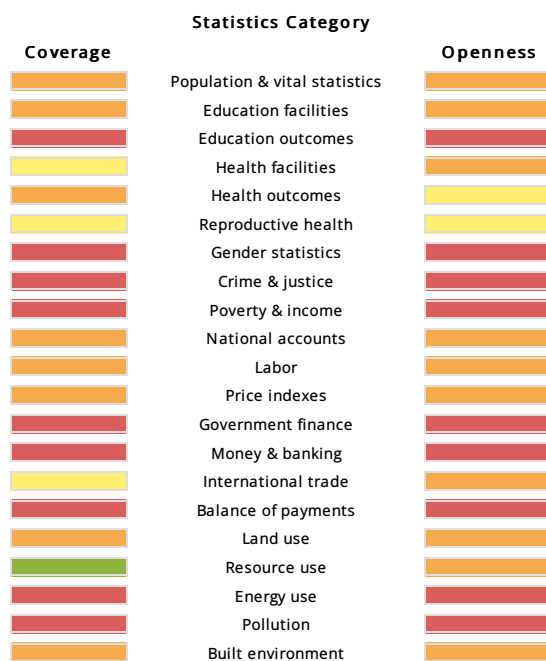 Statistics Category
Coverage
Openness
Population & vital statistics
Education facilities
Education outcomes
Health facilities
Health outcomes
Reproductive health
Gender statistics
Crime & justice
Poverty & income
National accounts
Labor
Price indexes
Government finance
Money & banking
International trade
Balance of payments
Land use
Resource use
Energy use
Pollution
Built environment